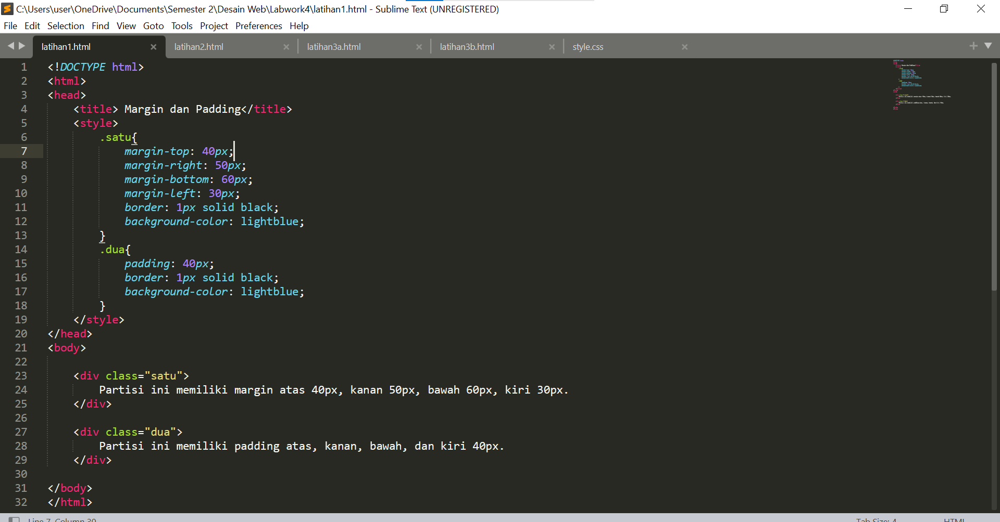 C:\Users\user\OneDrive\Documents\Semester 2\Desain Web\Labwork4\latihan1.html - Sublime Text (UNREGISTERED)
File Edit Selection Find View Goto Tools Project Preferences Help
latihan1.html latihan2.html latihan3a.html latihan3b.html style.css
1 <!DOCTYPE html>
2 <html>
3 <head>
4     <title> Margin dan Padding</title>
5     <style>
6         .satu{
7             margin-top: 40px;
8             margin-right: 50px;
9             margin-bottom: 60px;
10             margin-left: 30px;
11             border: 1px solid black;
12             background-color: lightblue;
13         }
14         .dua{
15             padding: 40px;
16             border: 1px solid black;
17             background-color: lightblue;
18         }
19     </style>
20 </head>
21 <body>
22
23     <div class="satu">
24         Partisi ini memiliki margin atas 40px, kanan 50px, bawah 60px, kiri 30px.
25     </div>
26
27     <div class="dua">
28         Partisi ini memiliki padding atas, kanan, bawah, dan kiri 40px.
29     </div>
30
31 </body>
32 </html>
Line 7, Column 30 Tab Size: 4 HTML